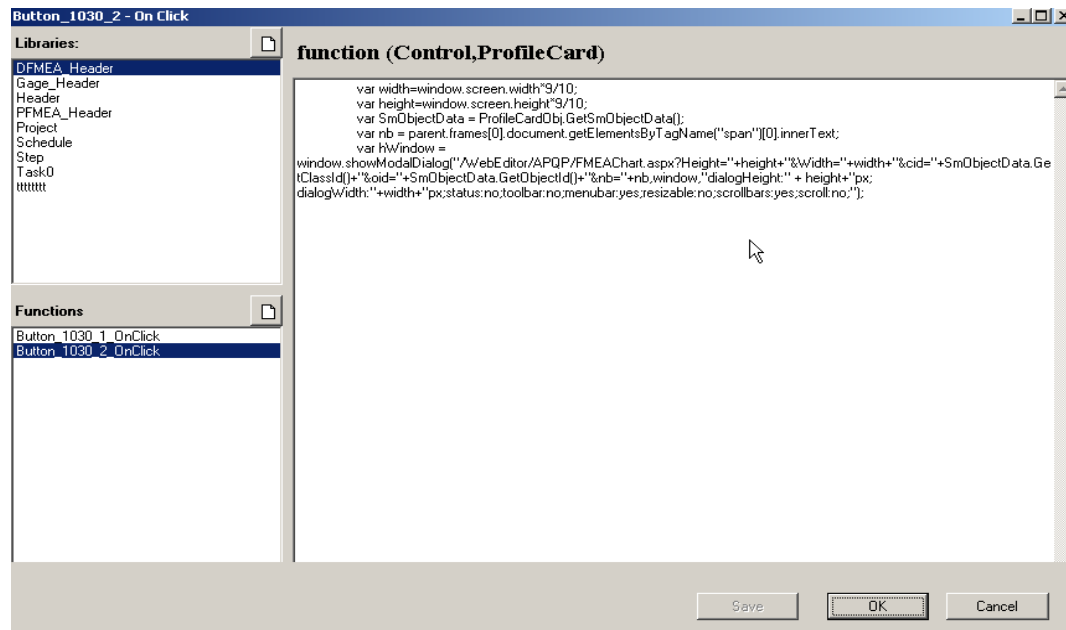 Button_1030_2 - On Click
Libraries:
DFMEA_Header
Gage_Header
Header
PFMEA_Header
Project
Schedule
Step
Task0
tttttttt
Functions
Button_1030_1_OnClick
Button_1030_2_OnClick
function (Control,ProfileCard)
var width=window.screen.width*9/10;
var height=window.screen.height*9/10;
var SmObjectData = ProfileCardObj.GetSmObjectData();
var nb = parent.frames[0].document.getElementsByTagName("span")[0].innerText;
var hWindow =
window.showModalDialog("/WebEditor/APQP/FMEAChart.aspx?Height="+height+"&Width="+width+"&cid="+SmObjectData.Ge
tClassId()+"&oid="+SmObjectData.GetObjectId()+"&nb="+nb,window,"dialogHeight:" + height+"px;
dialogWidth:"+width+"px;status:no;toolbar:no;menubar:yes;resizable:no;scrollbars:yes;scroll:no;");
Save
OK
Cancel